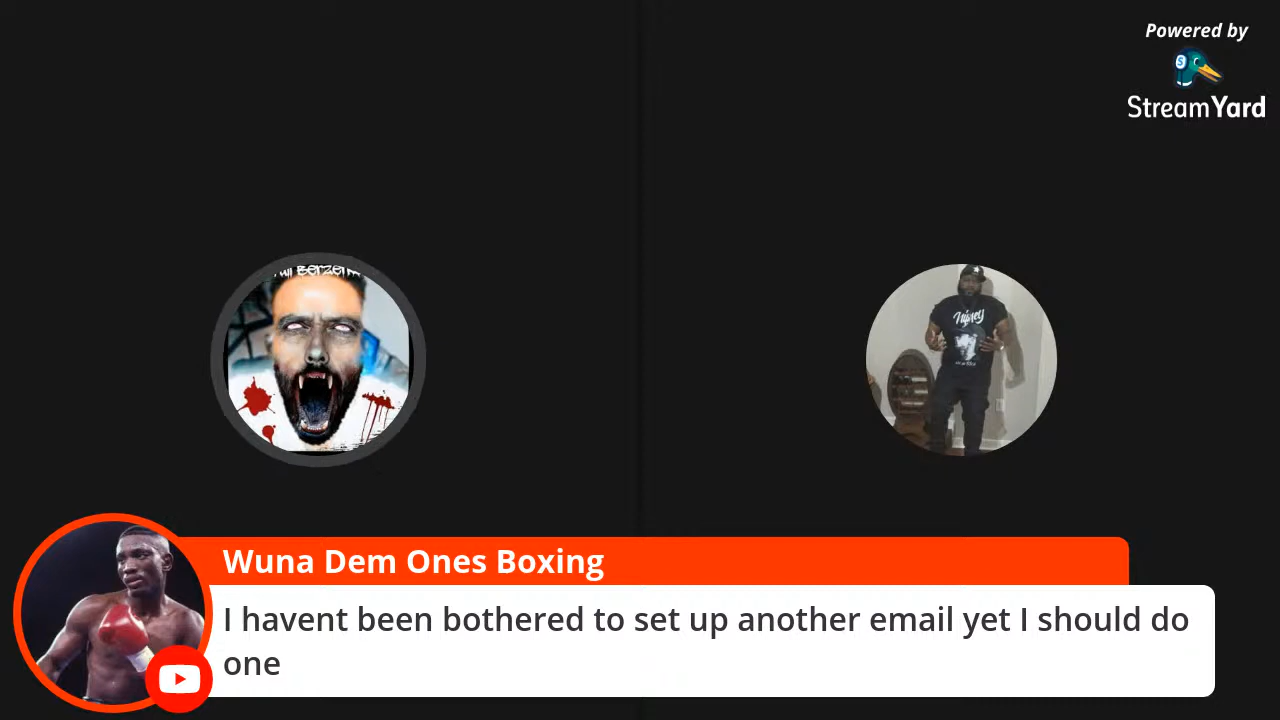 Powered by
StreamYard
Wuna Dem Ones Boxing
I havent been bothered to set up another email yet I should do
one